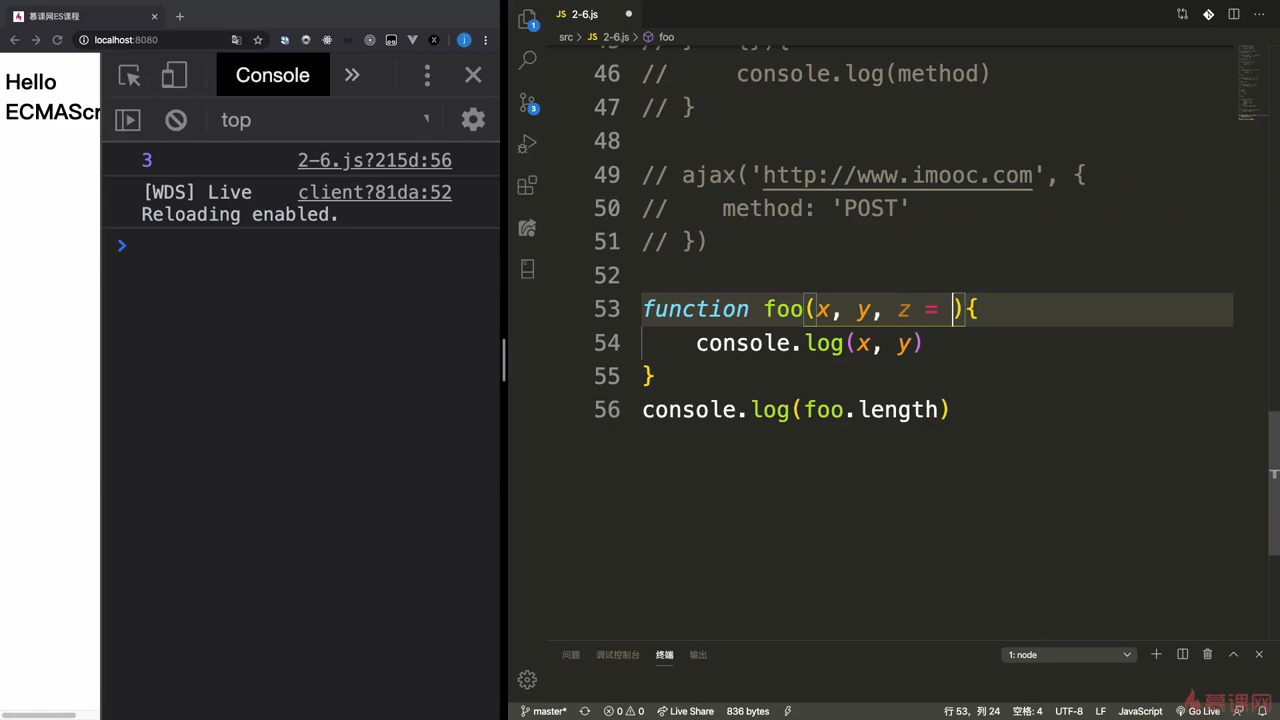 慕课网ES课程
localhost:8080
Hello
ECMAScr
Console
top
3 2-6.js?215d:56
[WDS] Live client?81da:52
Reloading enabled.
JS 2-6.js
src > JS 2-6.js > foo
1
3
46 // console.log(method)
47 // }
48
49 // ajax('http://www.imooc.com', {
50 // method: 'POST'
51 // })
52
53 function foo(x, y, z = ){
54 console.log(x, y)
55 }
56 console.log(foo.length)
问题 调试控制台 终端 输出
1: node
master* 0 0 Live Share 836 bytes
行 53, 列 24 空格: 4 UTF-8 LF JavaScript Go Live
慕课网